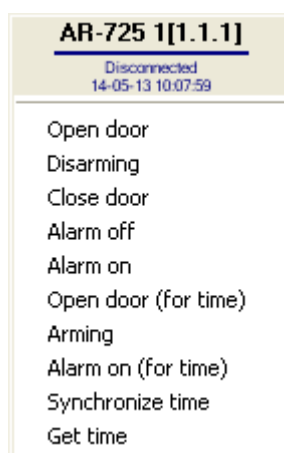 AR-725 1[1.1.1]
Disconnected
14-05-13 10:07:59
Open door
Disarming
Close door
Alarm off
Alarm on
Open door (for time)
Arming
Alarm on (for time)
Synchronize time
Get time